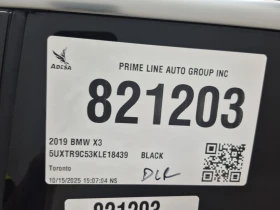 ADESA
PRIME LINE AUTO GROUP INC
821203
2019 BMW X3
5UXTR9C53KLE18439 BLACK
Toronto
DLR
10/15/2025 15:07:04 NS
821203